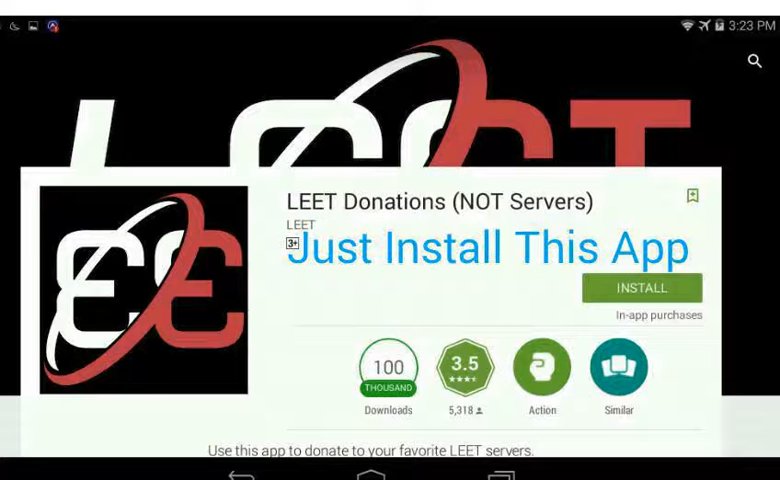 3:23 PM
LEET
LEET Donations (NOT Servers)
LEET
3+
Just Install This App
INSTALL
In-app purchases
100
THOUSAND
Downloads
3.5
5,318
Action
Similar
Use this app to donate to your favorite LEET servers.